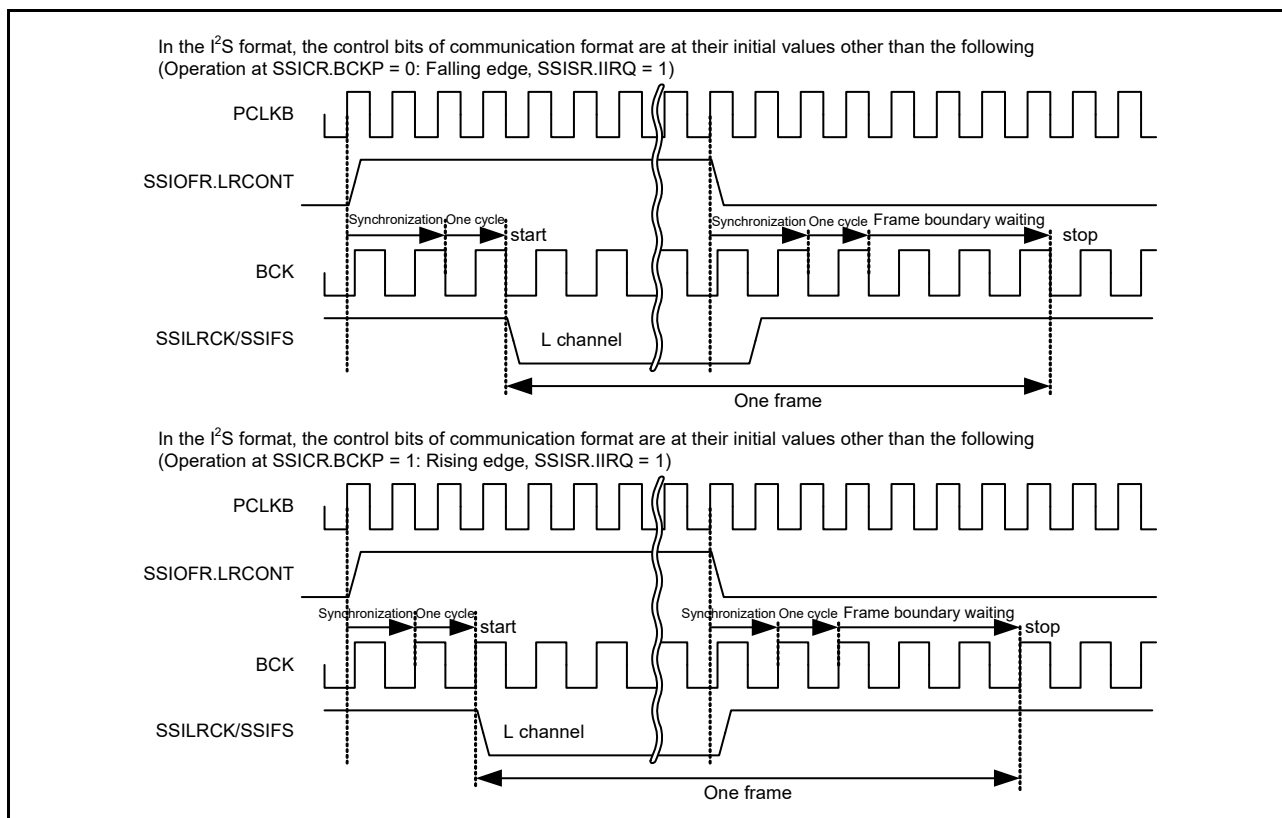 In the I²S format, the control bits of communication format are at their initial values other than the following
(Operation at SSICR.BCKP = 0: Falling edge, SSISR.IIRQ = 1)
PCLKB
SSIOFR.LRCONT
Synchronization One cycle start Synchronization One cycle Frame boundary waiting stop
BCK
SSILRCK/SSIFS L channel
One frame
In the I²S format, the control bits of communication format are at their initial values other than the following
(Operation at SSICR.BCKP = 1: Rising edge, SSISR.IIRQ = 1)
PCLKB
SSIOFR.LRCONT
Synchronization One cycle start Synchronization One cycle Frame boundary waiting stop
BCK
SSILRCK/SSIFS L channel
One frame